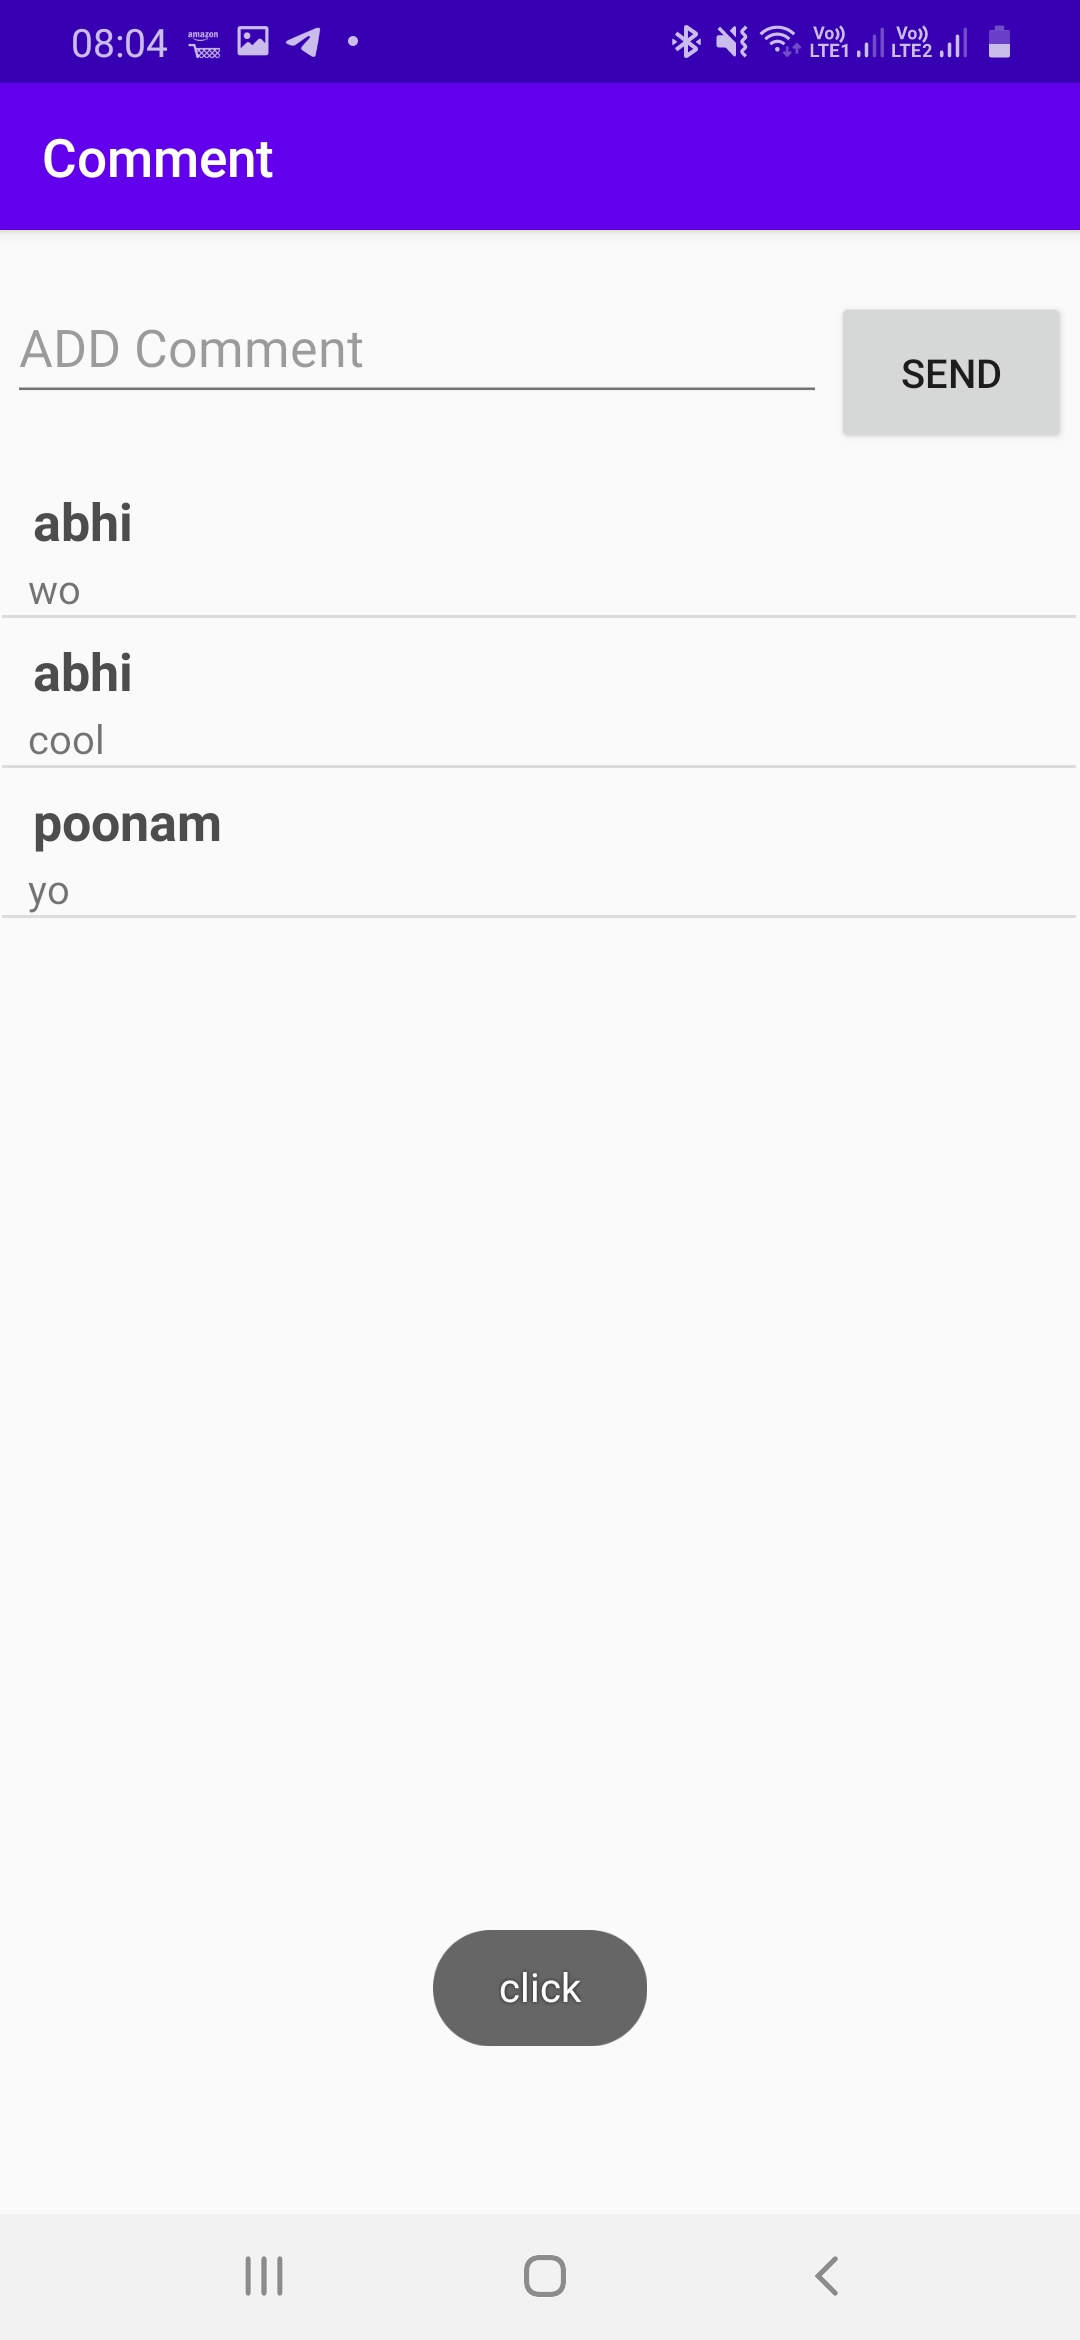 08:04 amazon Vo)) LTE1 Vo)) LTE2
Comment
ADD Comment
SEND
abhi
wo
abhi
cool
poonam
yo
click